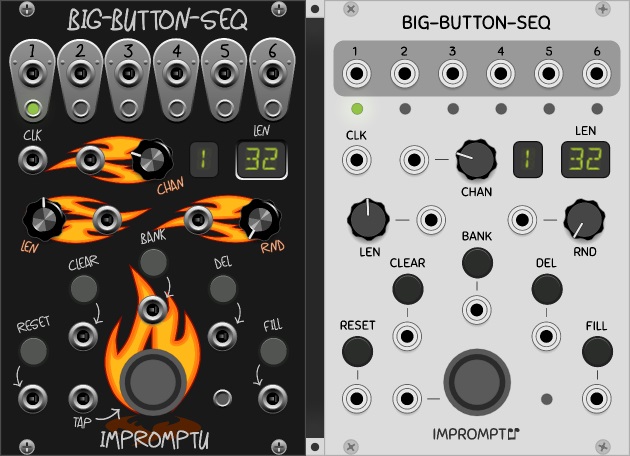 BIG-BUTTON-SEQ
1 2 3 4 5 6
CLK
LEN
1
32
CHAN
LEN
RND
BANK
CLEAR
DEL
RESET
FILL
TAP
IMPROMPTU
BIG-BUTTON-SEQ
1 2 3 4 5 6
CLK
LEN
1
32
CHAN
LEN
RND
BANK
CLEAR
DEL
RESET
FILL
IMPROMPTU